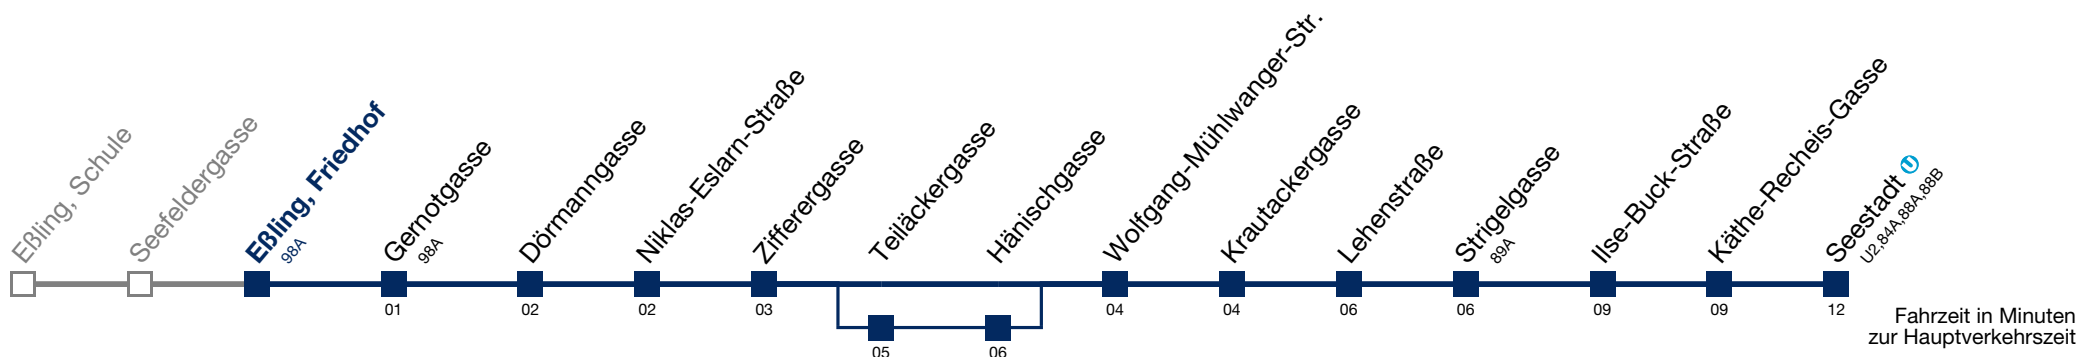 Eßling, Schule
Seefeldergasse
Eßling, Friedhof
98A
Gernotgasse
98A
Dörmanngasse
Niklas-Eslarn-Straße
Zifferergasse
Teiläckergasse
Hänischgasse
Wolfgang-Mühlwanger-Str.
Krautackergasse
Lehenstraße
Strigelgasse
89A
Ilse-Buck-Straße
Käthe-Recheis-Gasse
Seestadt U
U2,84A,88A,88B
01
02
02
03
05
06
04
04
06
06
09
09
12
Fahrzeit in Minuten
zur Hauptverkehrszeit